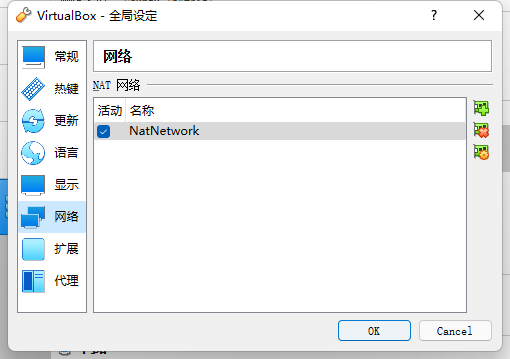 VirtualBox - 全局设定
?
常规
热键
更新
语言
显示
网络
扩展
代理
网络
NAT 网络
活动 名称
NatNetwork
OK
Cancel